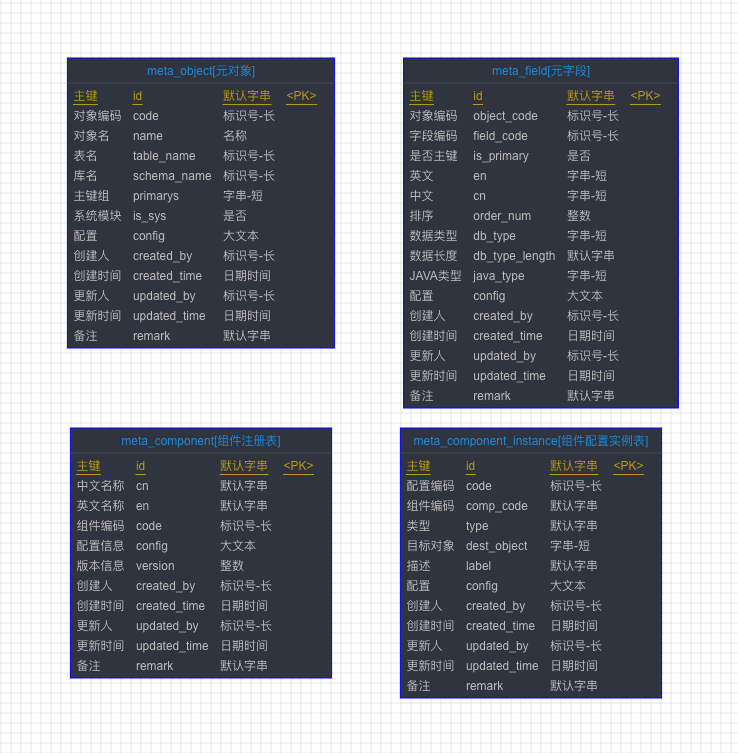 meta_object[元对象]
主键 id 默认字串 <PK>
对象编码 code 标识号-长
对象名 name 名称
表名 table_name 标识号-长
库名 schema_name 标识号-长
主键组 primarys 字串-短
系统模块 is_sys 是否
配置 config 大文本
创建人 created_by 标识号-长
创建时间 created_time 日期时间
更新人 updated_by 标识号-长
更新时间 updated_time 日期时间
备注 remark 默认字串
meta_field[元字段]
主键 id 默认字串 <PK>
对象编码 object_code 标识号-长
字段编码 field_code 标识号-长
是否主键 is_primary 是否
英文 en 字串-短
中文 cn 字串-短
排序 order_num 整数
数据类型 db_type 字串-短
数据长度 db_type_length 默认字串
JAVA类型 java_type 字串-短
配置 config 大文本
创建人 created_by 标识号-长
创建时间 created_time 日期时间
更新人 updated_by 标识号-长
更新时间 updated_time 日期时间
备注 remark 默认字串
meta_component[组件注册表]
主键 id 默认字串 <PK>
中文名称 cn 默认字串
英文名称 en 默认字串
组件编码 code 标识号-长
配置信息 config 大文本
版本信息 version 整数
创建人 created_by 标识号-长
创建时间 created_time 日期时间
更新人 updated_by 标识号-长
更新时间 updated_time 日期时间
备注 remark 默认字串
meta_component_instance[组件配置实例表]
主键 id 默认字串 <PK>
配置编码 code 标识号-长
组件编码 comp_code 默认字串
类型 type 默认字串
目标对象 dest_object 字串-短
描述 label 默认字串
配置 config 大文本
创建人 created_by 标识号-长
创建时间 created_time 日期时间
更新人 updated_by 标识号-长
更新时间 updated_time 日期时间
备注 remark 默认字串